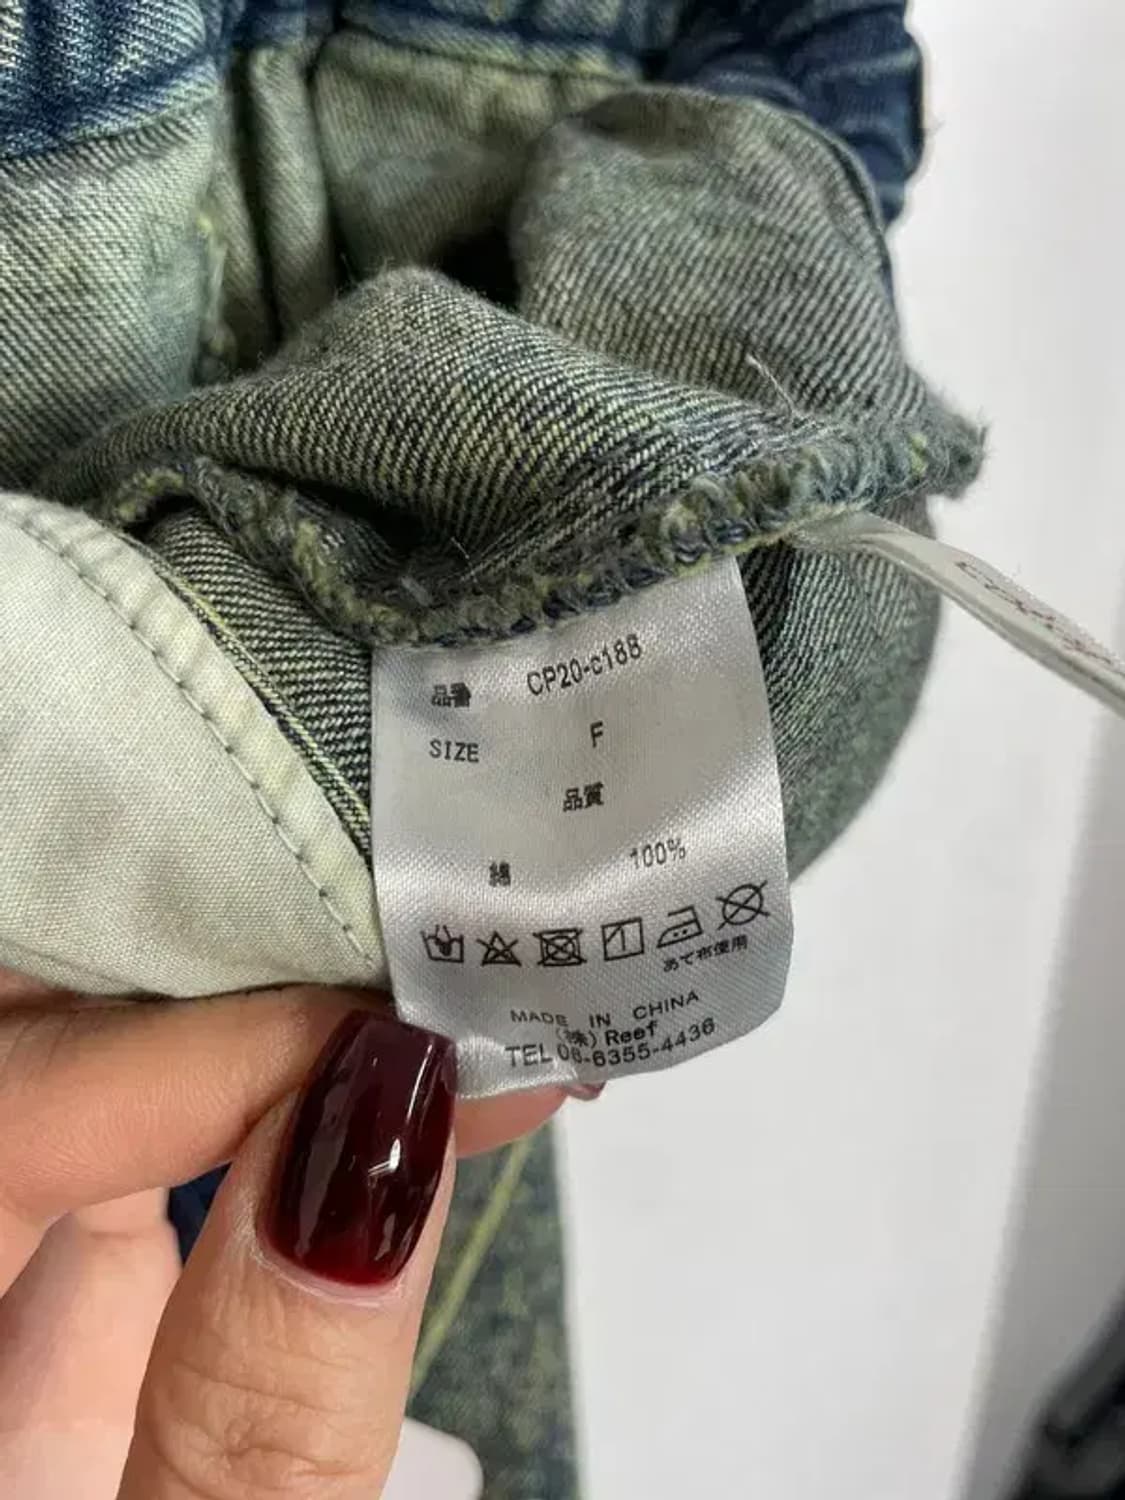 品番 CP20-c188
SIZE F
品質
綿 100%
あて布使用
MADE IN CHINA
(株) Reef
TEL 06-6355-4436